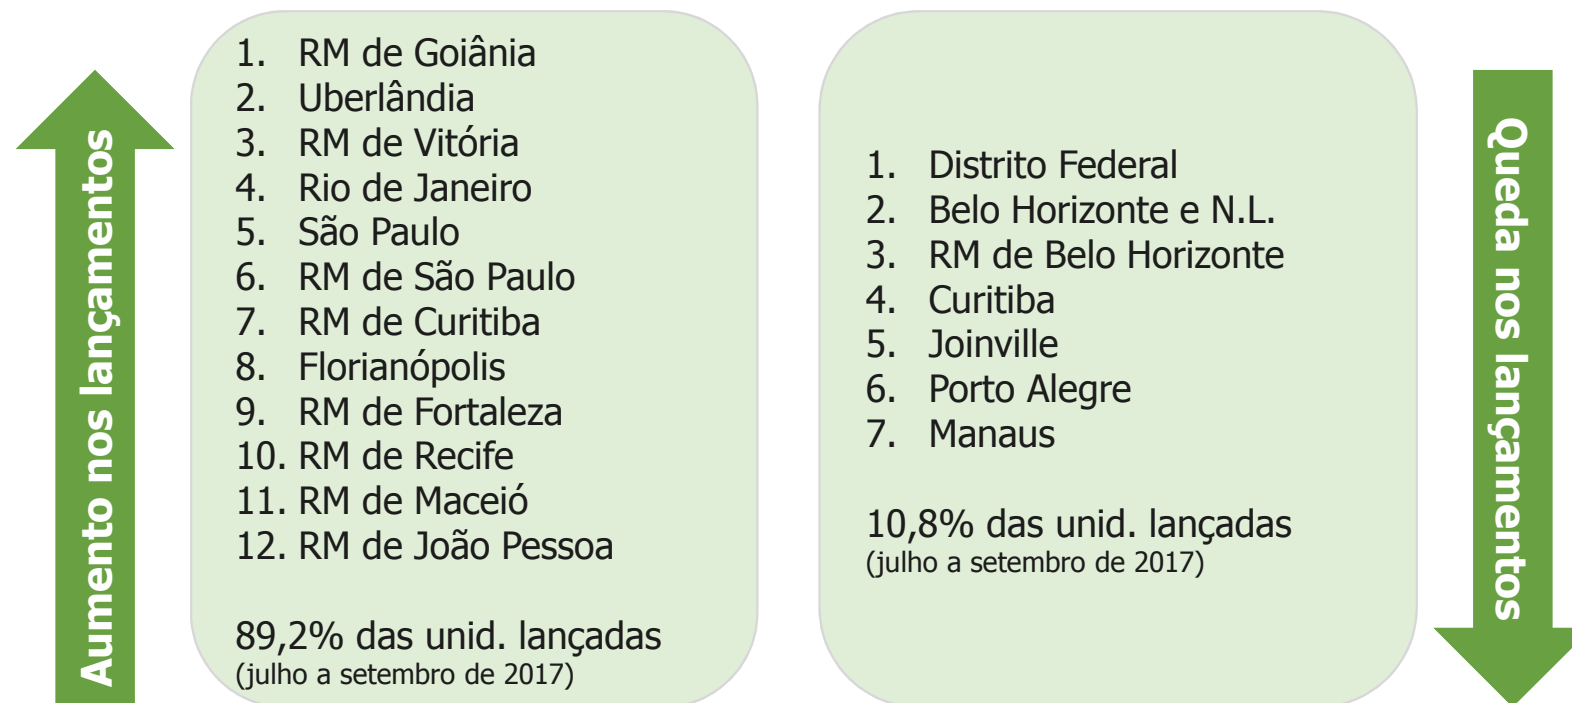 Aumento nos lançamentos
1. RM de Goiânia
2. Uberlândia
3. RM de Vitória
4. Rio de Janeiro
5. São Paulo
6. RM de São Paulo
7. RM de Curitiba
8. Florianópolis
9. RM de Fortaleza
10. RM de Recife
11. RM de Maceió
12. RM de João Pessoa
89,2% das unid. lançadas
(julho a setembro de 2017)
1. Distrito Federal
2. Belo Horizonte e N.L.
3. RM de Belo Horizonte
4. Curitiba
5. Joinville
6. Porto Alegre
7. Manaus
10,8% das unid. lançadas
(julho a setembro de 2017)
Queda nos lançamentos